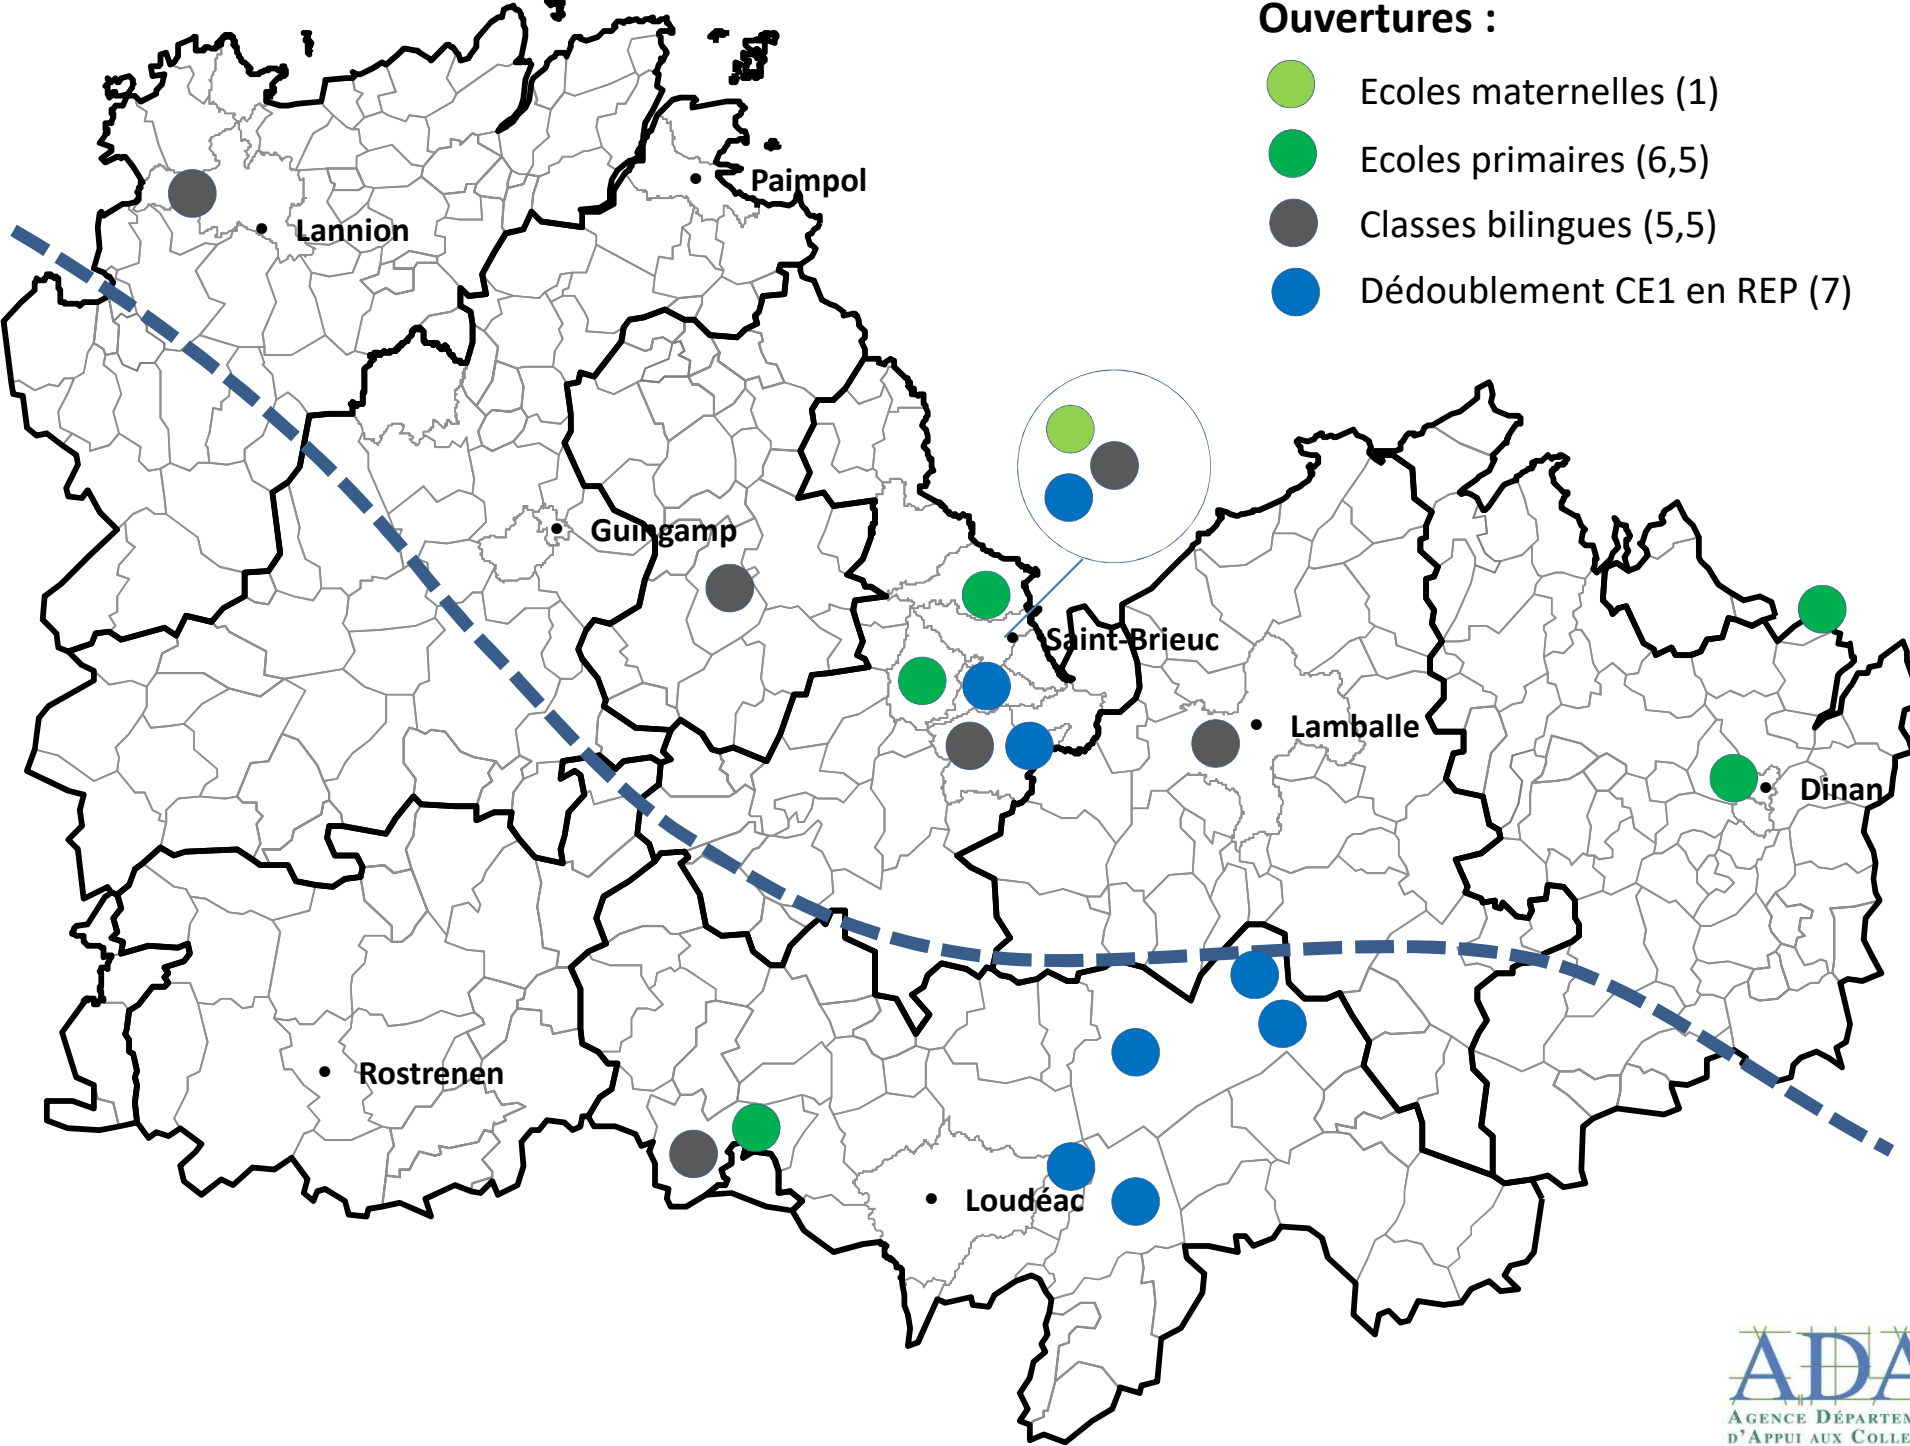 Ouvertures :
Ecoles maternelles (1)
Ecoles primaires (6,5)
Classes bilingues (5,5)
Dédoublement CE1 en REP (7)
Paimpol
Lannion
Guingamp
Saint-Brieuc
Lamballe
Dinan
Rostrenen
Loudéac
ADA
AGENCE DÉPARTEM
D'APPUI AUX COLLE